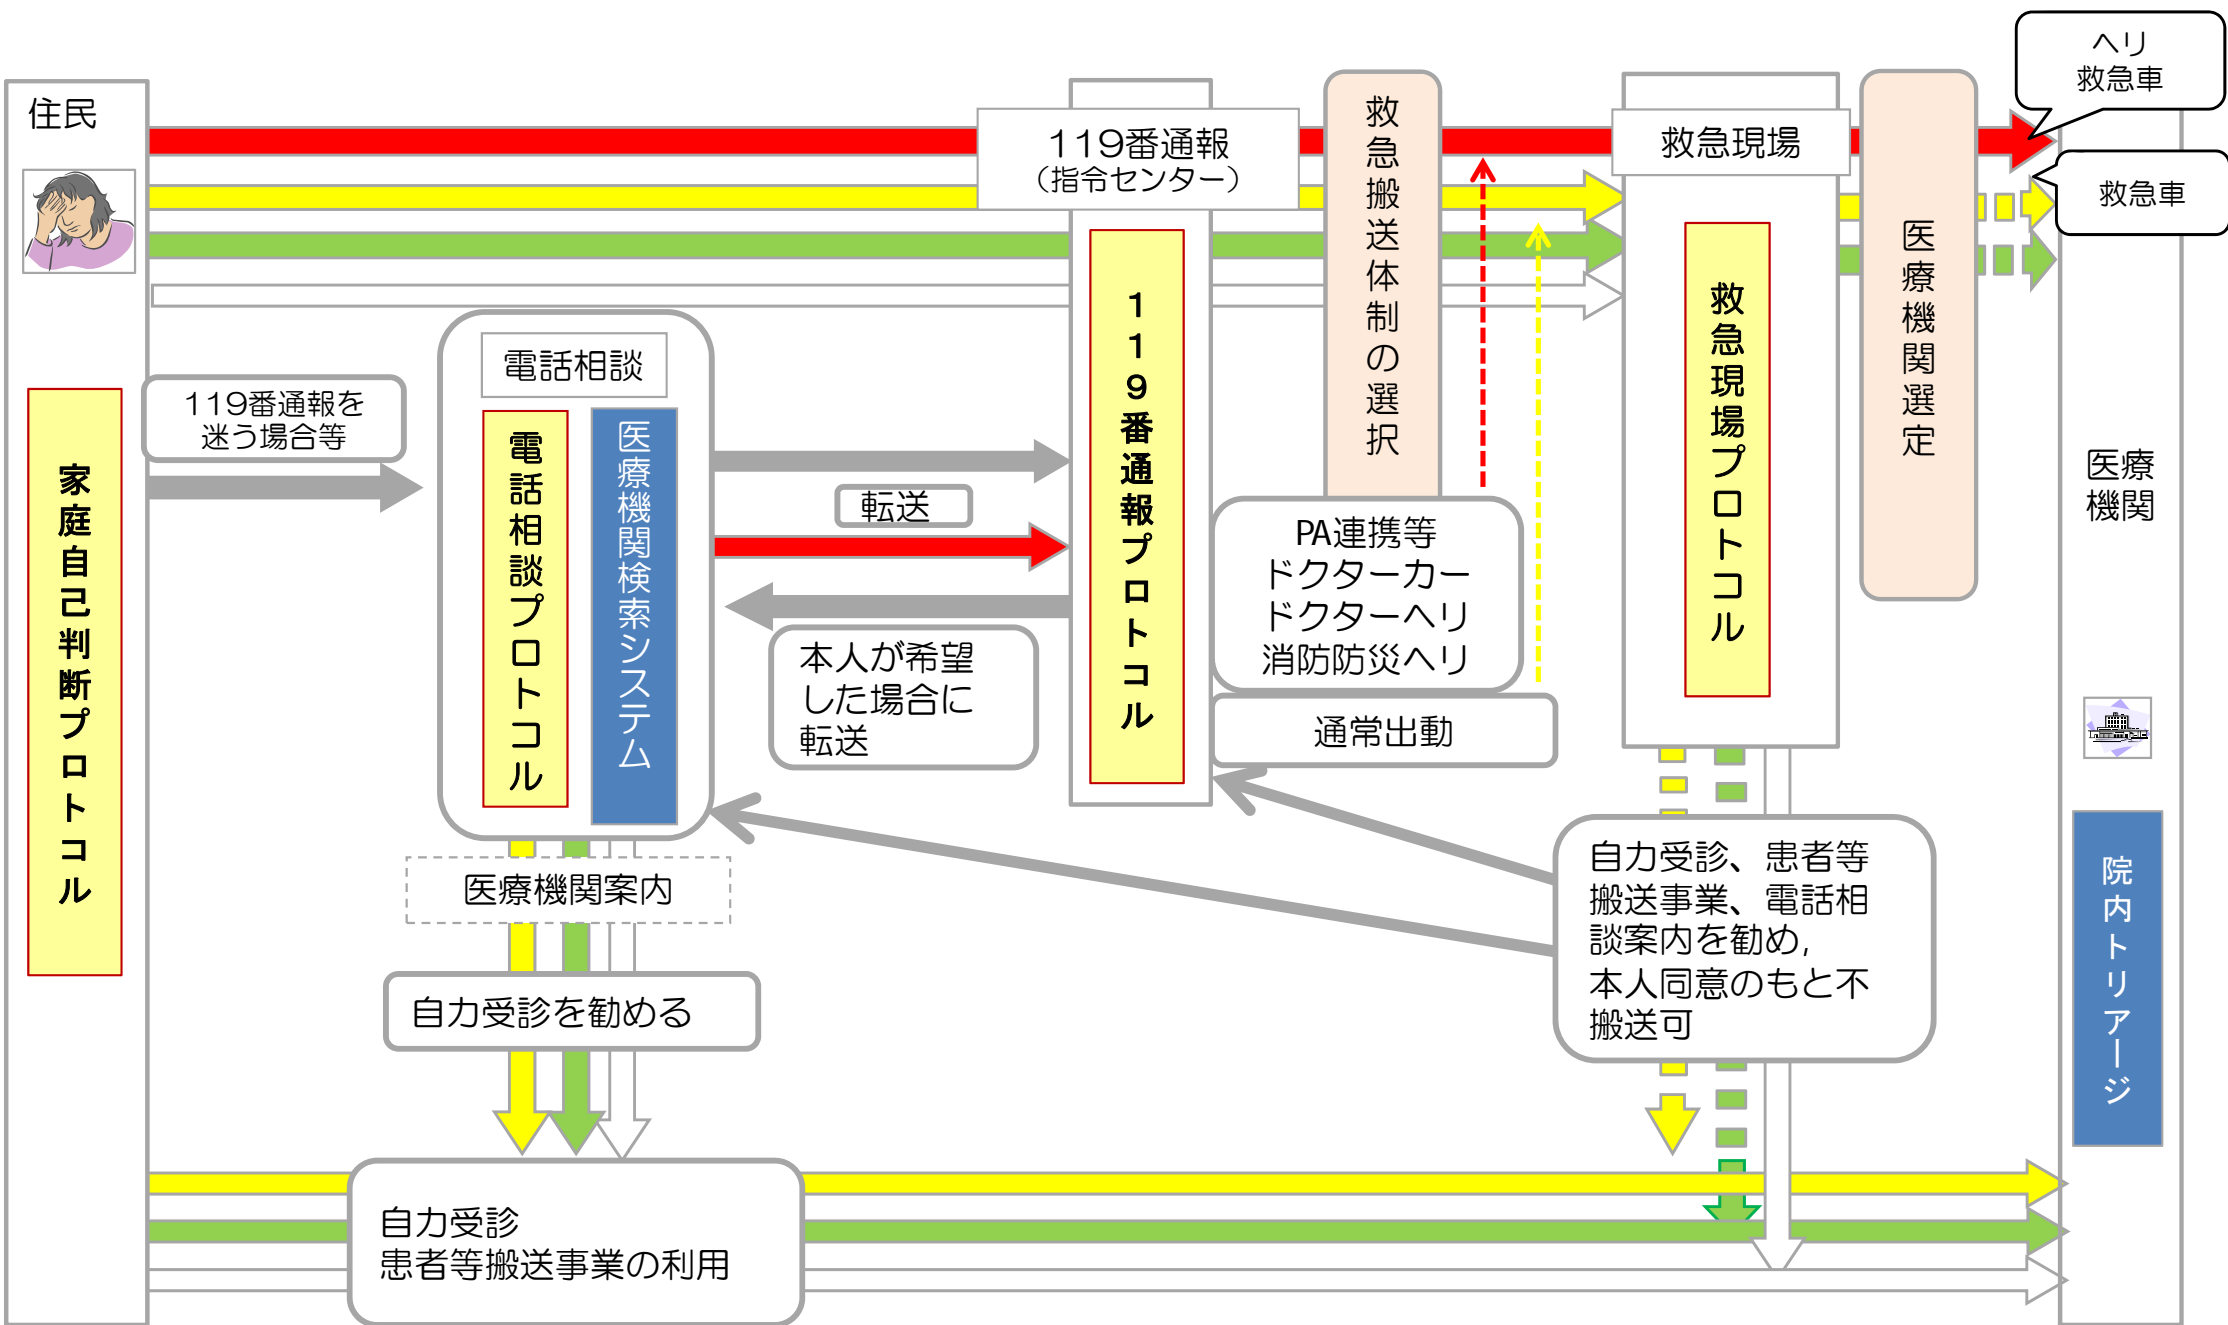 住民
家庭自己判断プロトコル
119番通報を
迷う場合等
電話相談
電話相談プロトコル
医療機関検索システム
医療機関案内
自力受診を勧める
自力受診
患者等搬送事業の利用
転送
本人が希望
した場合に
転送
119番通報
（指令センター）
119番通報プロトコル
救急搬送体制の選択
PA連携等
ドクターカー
ドクターヘリ
消防防災ヘリ
通常出動
救急現場
救急現場プロトコル
自力受診、患者等
搬送事業、電話相
談案内を勧め,
本人同意のもと不
搬送可
医療機関選定
ヘリ
救急車
救急車
医療
機関
院内トリアージ